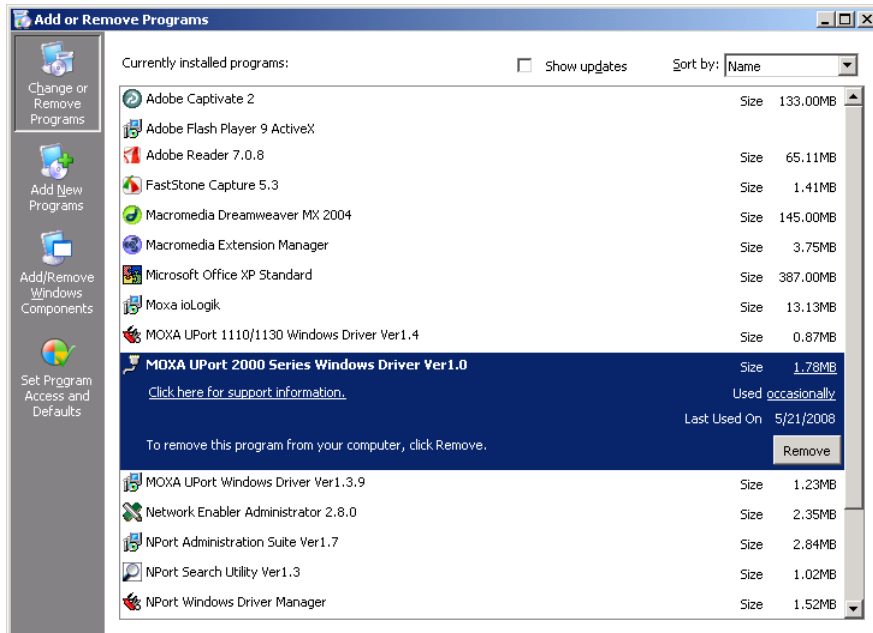 Add or Remove Programs
Change or
Remove
Programs
Add New
Programs
Add/Remove
Windows
Components
Set Program
Access and
Defaults
Currently installed programs:
Show updates
Sort by: Name
Adobe Captivate 2 Size 133.00MB
Adobe Flash Player 9 ActiveX
Adobe Reader 7.0.8 Size 65.11MB
FastStone Capture 5.3 Size 1.41MB
Macromedia Dreamweaver MX 2004 Size 145.00MB
Macromedia Extension Manager Size 3.75MB
Microsoft Office XP Standard Size 387.00MB
Moxa ioLogik Size 13.13MB
MOXA UPort 1110/1130 Windows Driver Ver1.4 Size 0.87MB
MOXA UPort 2000 Series Windows Driver Ver1.0 Size 1.78MB
Click here for support information. Used occasionally
Last Used On 5/21/2008
To remove this program from your computer, click Remove. Remove
MOXA UPort Windows Driver Ver1.3.9 Size 1.23MB
Network Enabler Administrator 2.8.0 Size 2.35MB
NPort Administration Suite Ver1.7 Size 2.84MB
NPort Search Utility Ver1.3 Size 1.02MB
NPort Windows Driver Manager Size 1.52MB